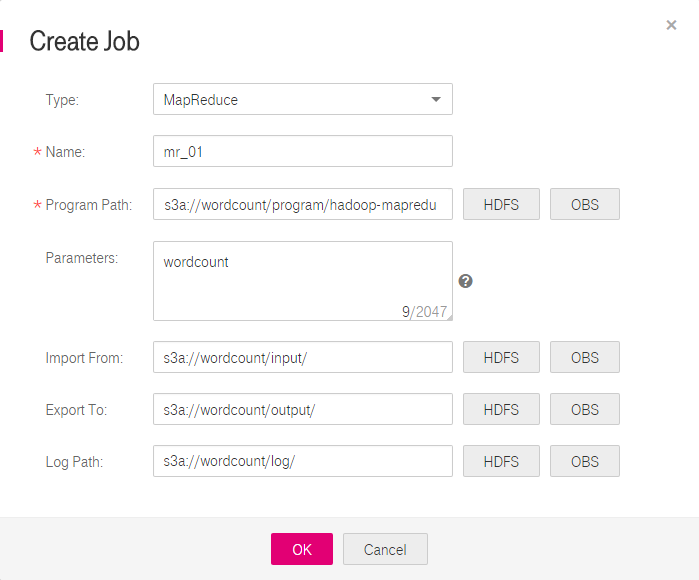 ×
Create Job
Type: MapReduce
* Name: mr_01
* Program Path: s3a://wordcount/program/hadoop-mapredu HDFS OBS
Parameters: wordcount
?
9/2047
Import From: s3a://wordcount/input/ HDFS OBS
Export To: s3a://wordcount/output/ HDFS OBS
Log Path: s3a://wordcount/log/ HDFS OBS
OK Cancel